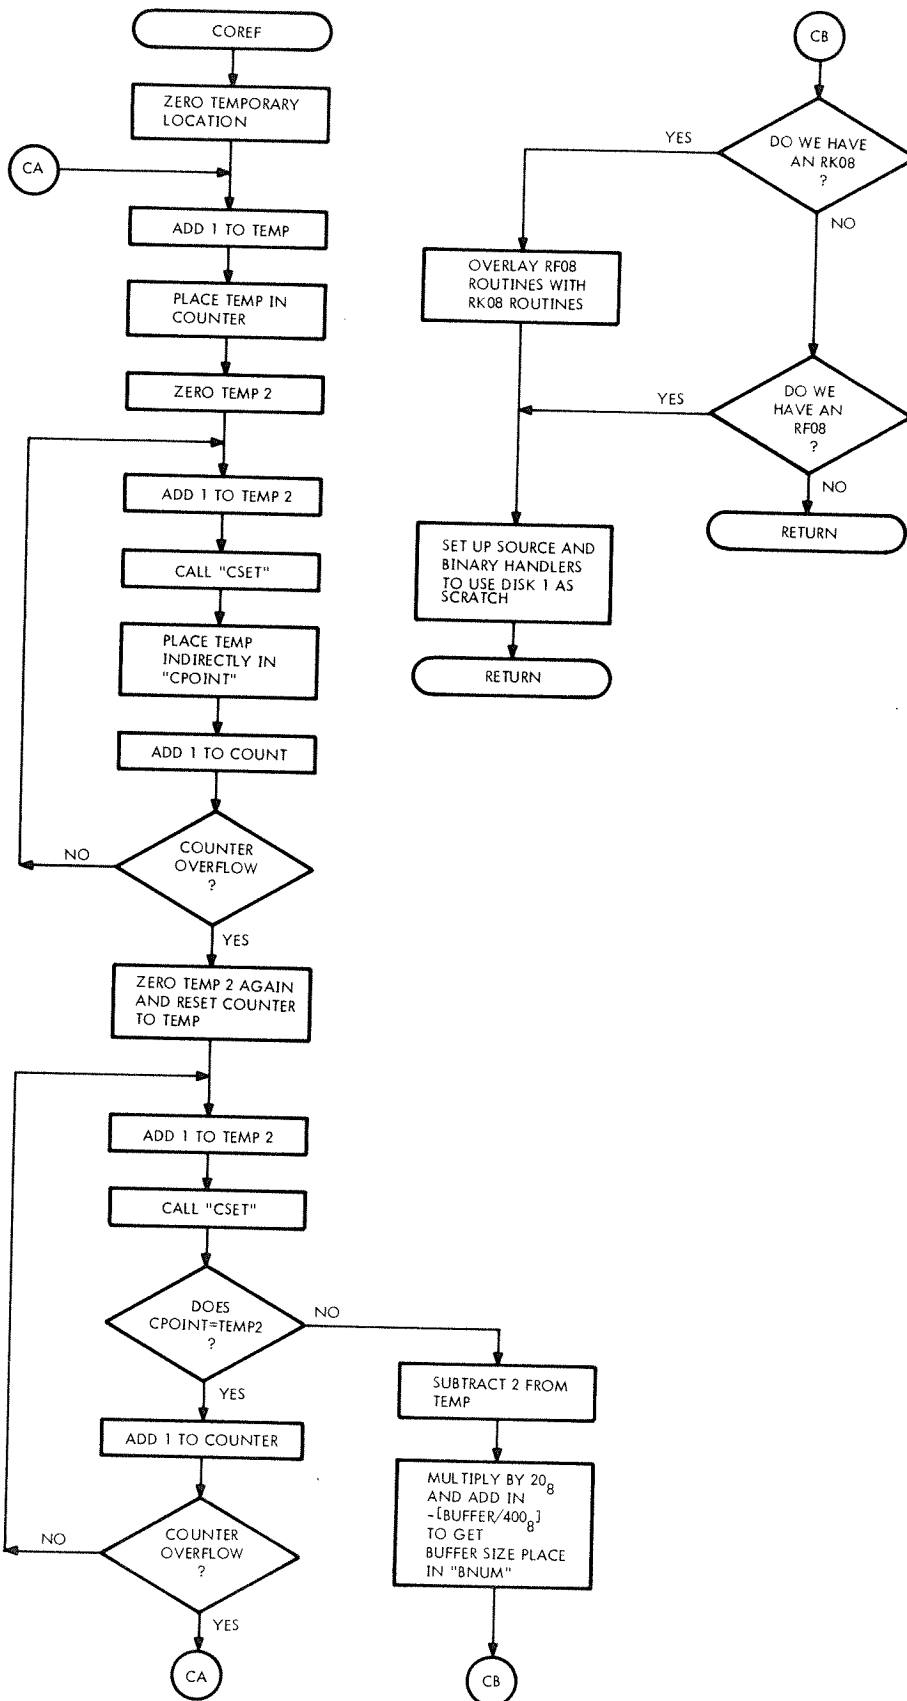 COREF
ZERO TEMPORARY
LOCATION
CA
ADD 1 TO TEMP
PLACE TEMP IN
COUNTER
ZERO TEMP 2
ADD 1 TO TEMP 2
CALL "CSET"
PLACE TEMP
INDIRECTLY IN
"CPOINT"
ADD 1 TO COUNT
COUNTER
OVERFLOW
?
NO
YES
ZERO TEMP 2 AGAIN
AND RESET COUNTER
TO TEMP
ADD 1 TO TEMP 2
CALL "CSET"
DOES
CPOINT=TEMP2
?
NO
YES
ADD 1 TO COUNTER
COUNTER
OVERFLOW
?
NO
YES
CA
SUBTRACT 2 FROM
TEMP
MULTIPLY BY 20₈
AND ADD IN
-[BUFFER/400₈]
TO GET
BUFFER SIZE PLACE
IN "BNUM"
CB
CB
DO WE HAVE
AN RK08
?
YES
NO
OVERLAY RF08
ROUTINES WITH
RK08 ROUTINES
DO WE
HAVE AN
RF08
?
YES
NO
RETURN
SET UP SOURCE AND
BINARY HANDLERS
TO USE DISK 1 AS
SCRATCH
RETURN